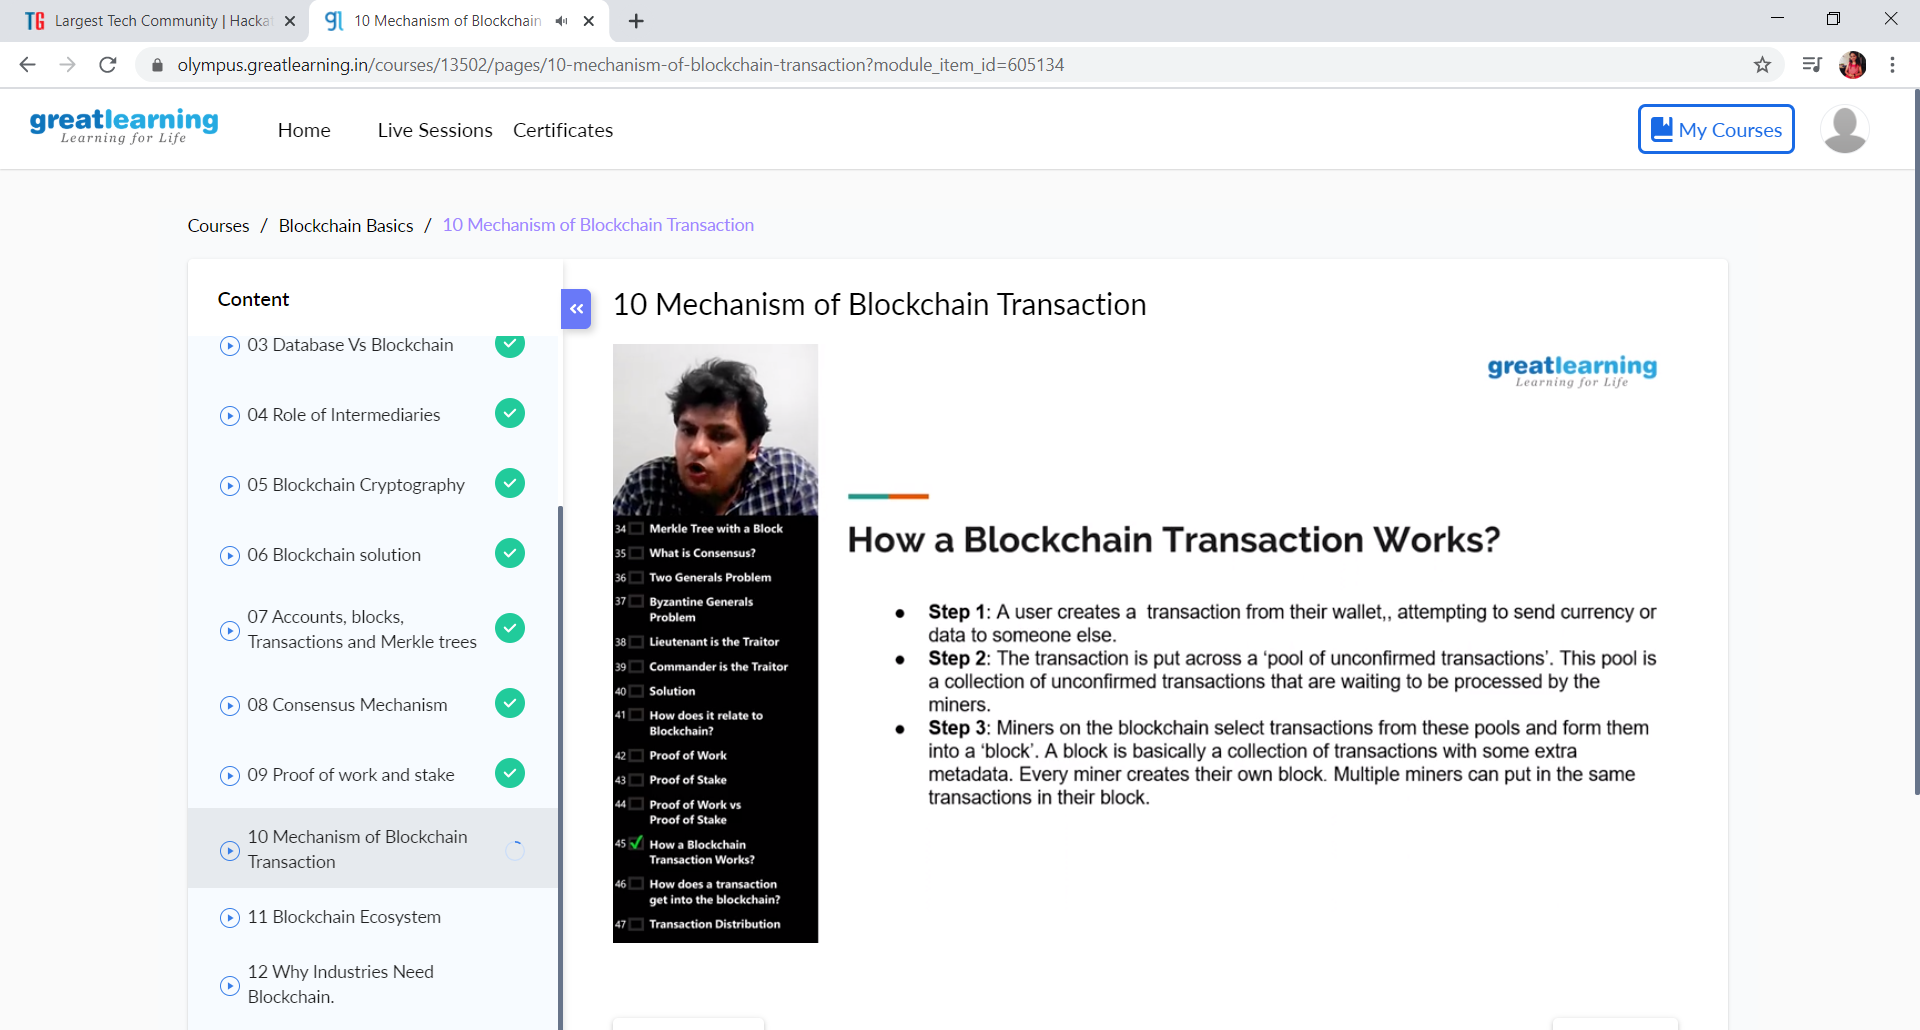 TG Largest Tech Community | Hacka
gl 10 Mechanism of Blockchain
olympus.greatlearning.in/courses/13502/pages/10-mechanism-of-blockchain-transaction?module_item_id=605134
greatlearning
Learning for Life
Home Live Sessions Certificates
My Courses
Courses / Blockchain Basics / 10 Mechanism of Blockchain Transaction
Content
03 Database Vs Blockchain
04 Role of Intermediaries
05 Blockchain Cryptography
06 Blockchain solution
07 Accounts, blocks,
Transactions and Merkle trees
08 Consensus Mechanism
09 Proof of work and stake
10 Mechanism of Blockchain
Transaction
11 Blockchain Ecosystem
12 Why Industries Need
Blockchain.
10 Mechanism of Blockchain Transaction
34 Merkle Tree with a Block
35 What is Consensus?
36 Two Generals Problem
37 Byzantine Generals
Problem
38 Lieutenant is the Traitor
39 Commander is the Traitor
40 Solution
41 How does it relate to
Blockchain?
42 Proof of Work
43 Proof of Stake
44 Proof of Work vs
Proof of Stake
45 How a Blockchain
Transaction Works?
46 How does a transaction
get into the blockchain?
47 Transaction Distribution
greatlearning
Learning for Life
How a Blockchain Transaction Works?
● Step 1: A user creates a transaction from their wallet,, attempting to send currency or
data to someone else.
● Step 2: The transaction is put across a ‘pool of unconfirmed transactions’. This pool is
a collection of unconfirmed transactions that are waiting to be processed by the
miners.
● Step 3: Miners on the blockchain select transactions from these pools and form them
into a ‘block’. A block is basically a collection of transactions with some extra
metadata. Every miner creates their own block. Multiple miners can put in the same
transactions in their block.